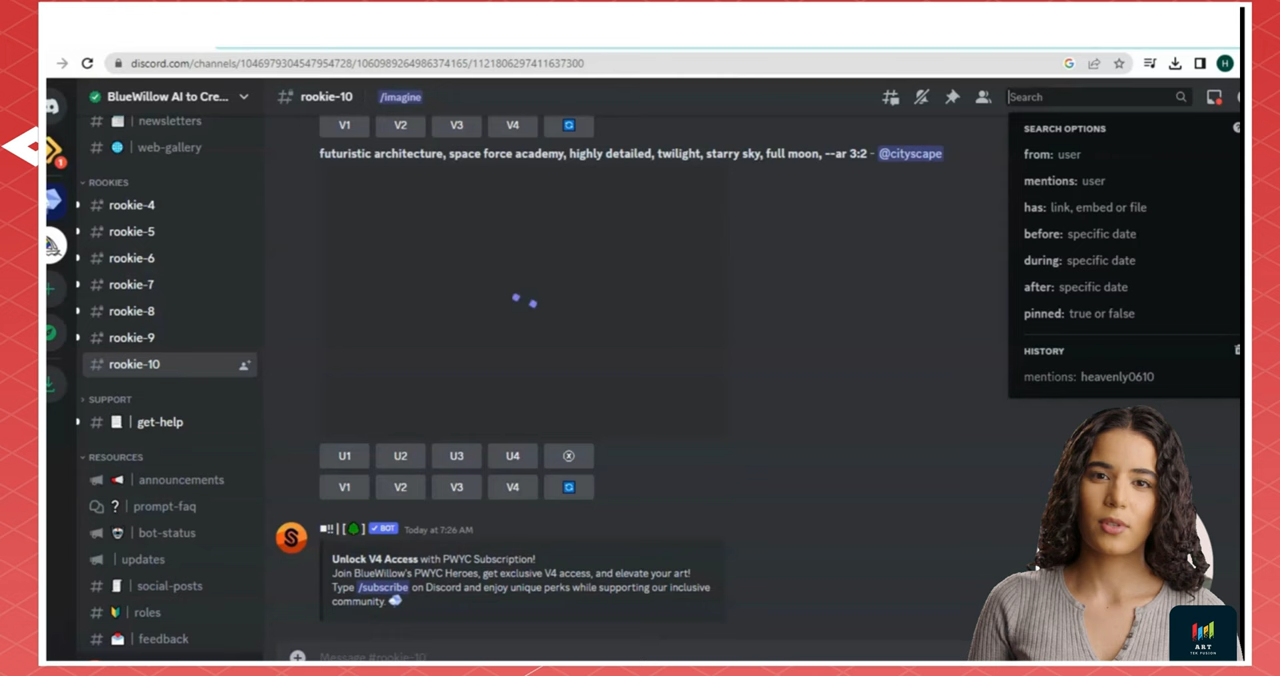 discord.com/channels/1046979304547954728/1060989264986374165/1121806297411637300
H
BlueWillow AI to Cre...
rookie-10
/imagine
Search
newsletters
web-gallery
ROOKIES
rookie-4
rookie-5
rookie-6
rookie-7
rookie-8
rookie-9
rookie-10
SUPPORT
get-help
RESOURCES
announcements
prompt-faq
bot-status
updates
social-posts
roles
feedback
V1 V2 V3 V4
futuristic architecture, space force academy, highly detailed, twilight, starry sky, full moon, --ar 3:2 - @cityscape
U1 U2 U3 U4
V1 V2 V3 V4
BOT Today at 7:26 AM
Unlock V4 Access with PWYC Subscription!
Join BlueWillow's PWYC Heroes, get exclusive V4 access, and elevate your art!
Type /subscribe on Discord and enjoy unique perks while supporting our inclusive
community.
Message #rookie-10
SEARCH OPTIONS
from: user
mentions: user
has: link, embed or file
before: specific date
during: specific date
after: specific date
pinned: true or false
HISTORY
mentions: heavenly0610
1
S
ART